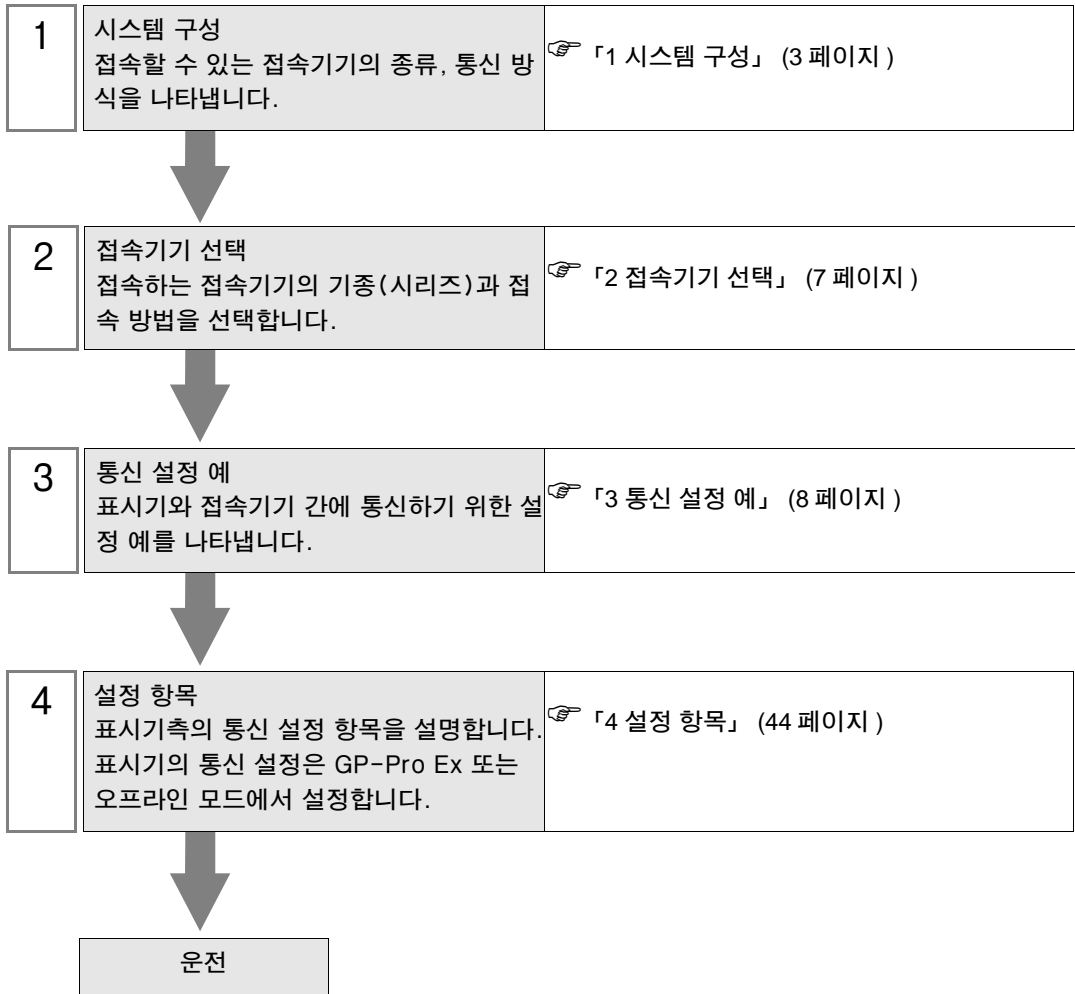 1
시스템 구성
접속할 수 있는 접속기기의 종류, 통신 방
식을 나타냅니다.
☞ 「1 시스템 구성」 (3 페이지 )
2
접속기기 선택
접속하는 접속기기의 기종(시리즈)과 접
속 방법을 선택합니다.
☞ 「2 접속기기 선택」 (7 페이지 )
3
통신 설정 예
표시기와 접속기기 간에 통신하기 위한 설
정 예를 나타냅니다.
☞ 「3 통신 설정 예」 (8 페이지 )
4
설정 항목
표시기측의 통신 설정 항목을 설명합니다.
표시기의 통신 설정은 GP-Pro Ex 또는
오프라인 모드에서 설정합니다.
☞ 「4 설정 항목」 (44 페이지 )
운전